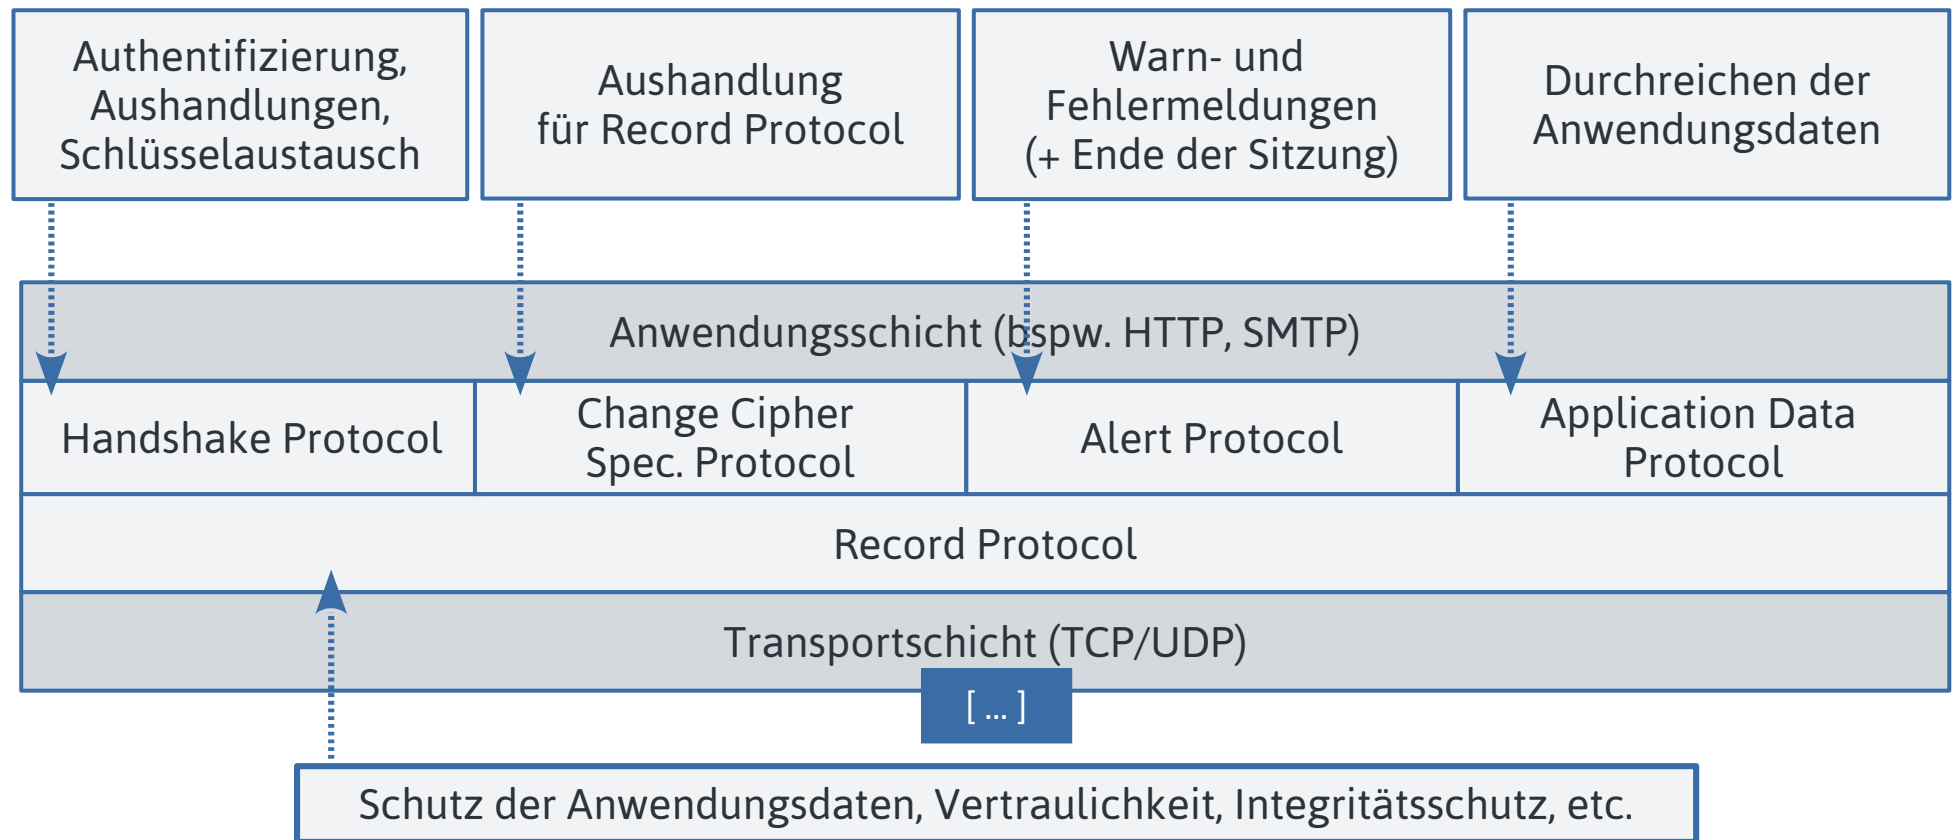 Authentifizierung,
Aushandlungen,
Schlüsselaustausch
Aushandlung
für Record Protocol
Warn- und
Fehlermeldungen
(+ Ende der Sitzung)
Durchreichen der
Anwendungsdaten
Anwendungsschicht (bspw. HTTP, SMTP)
Handshake Protocol
Change Cipher
Spec. Protocol
Alert Protocol
Application Data
Protocol
Record Protocol
Transportschicht (TCP/UDP)
[ ... ]
Schutz der Anwendungsdaten, Vertraulichkeit, Integritätsschutz, etc.